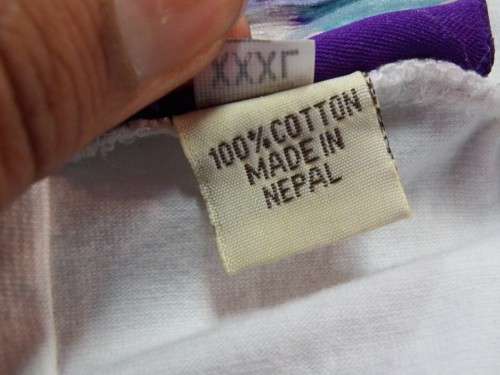 XXXL
100% COTTON
MADE IN
NEPAL